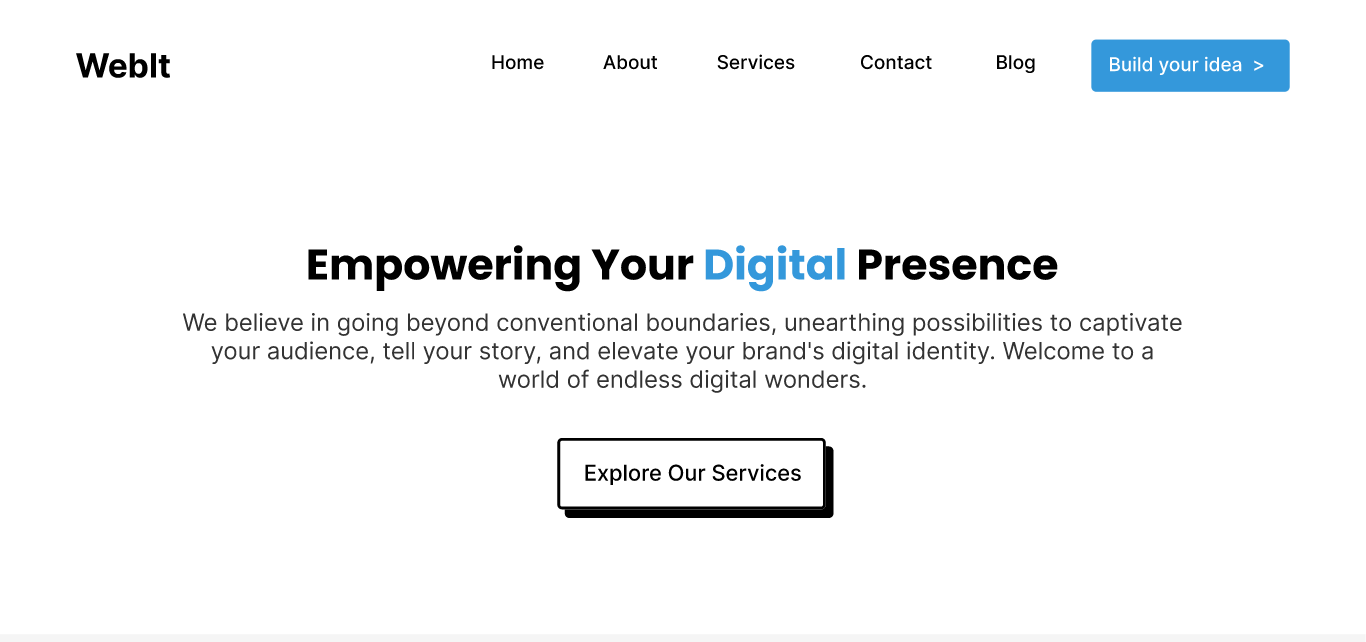 WebIt
Home About Services Contact Blog Build your idea >
Empowering Your Digital Presence
We believe in going beyond conventional boundaries, unearthing possibilities to captivate
your audience, tell your story, and elevate your brand's digital identity. Welcome to a
world of endless digital wonders.
Explore Our Services